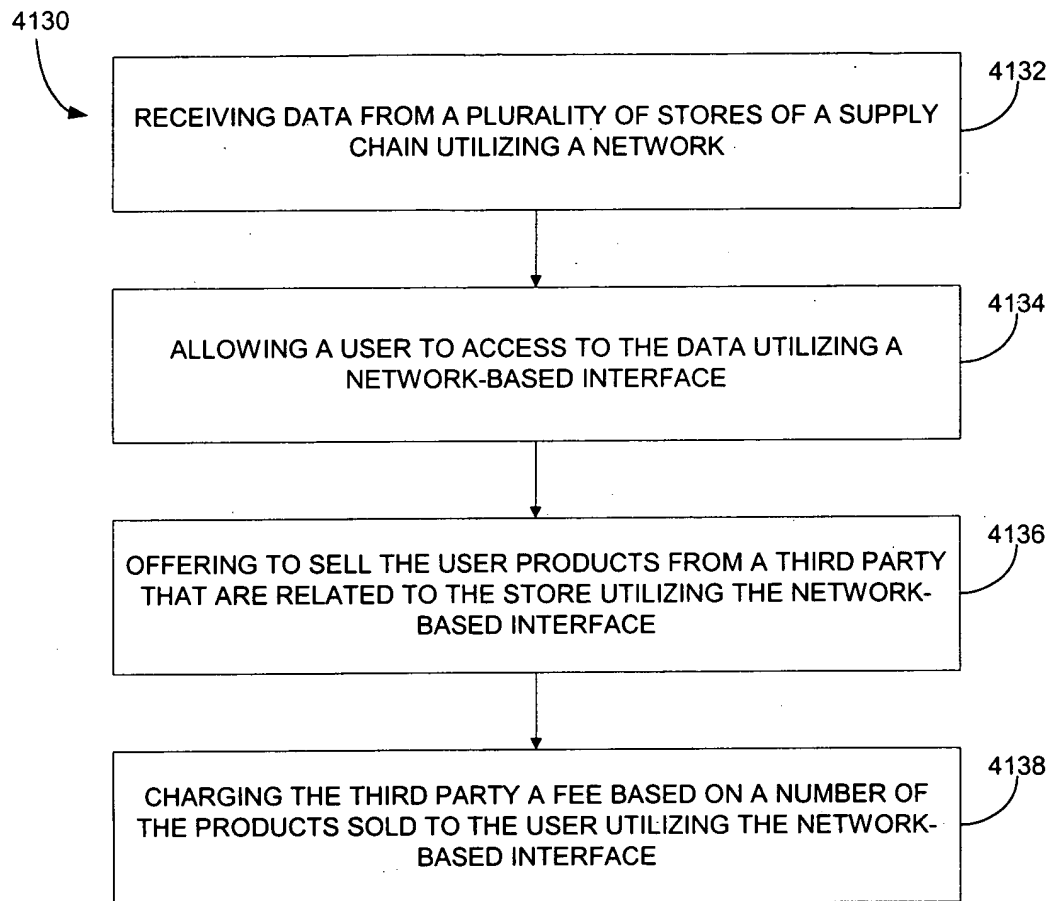 4130
4132
RECEIVING DATA FROM A PLURALITY OF STORES OF A SUPPLY
CHAIN UTILIZING A NETWORK
4134
ALLOWING A USER TO ACCESS TO THE DATA UTILIZING A
NETWORK-BASED INTERFACE
4136
OFFERING TO SELL THE USER PRODUCTS FROM A THIRD PARTY
THAT ARE RELATED TO THE STORE UTILIZING THE NETWORK-
BASED INTERFACE
4138
CHARGING THE THIRD PARTY A FEE BASED ON A NUMBER OF
THE PRODUCTS SOLD TO THE USER UTILIZING THE NETWORK-
BASED INTERFACE